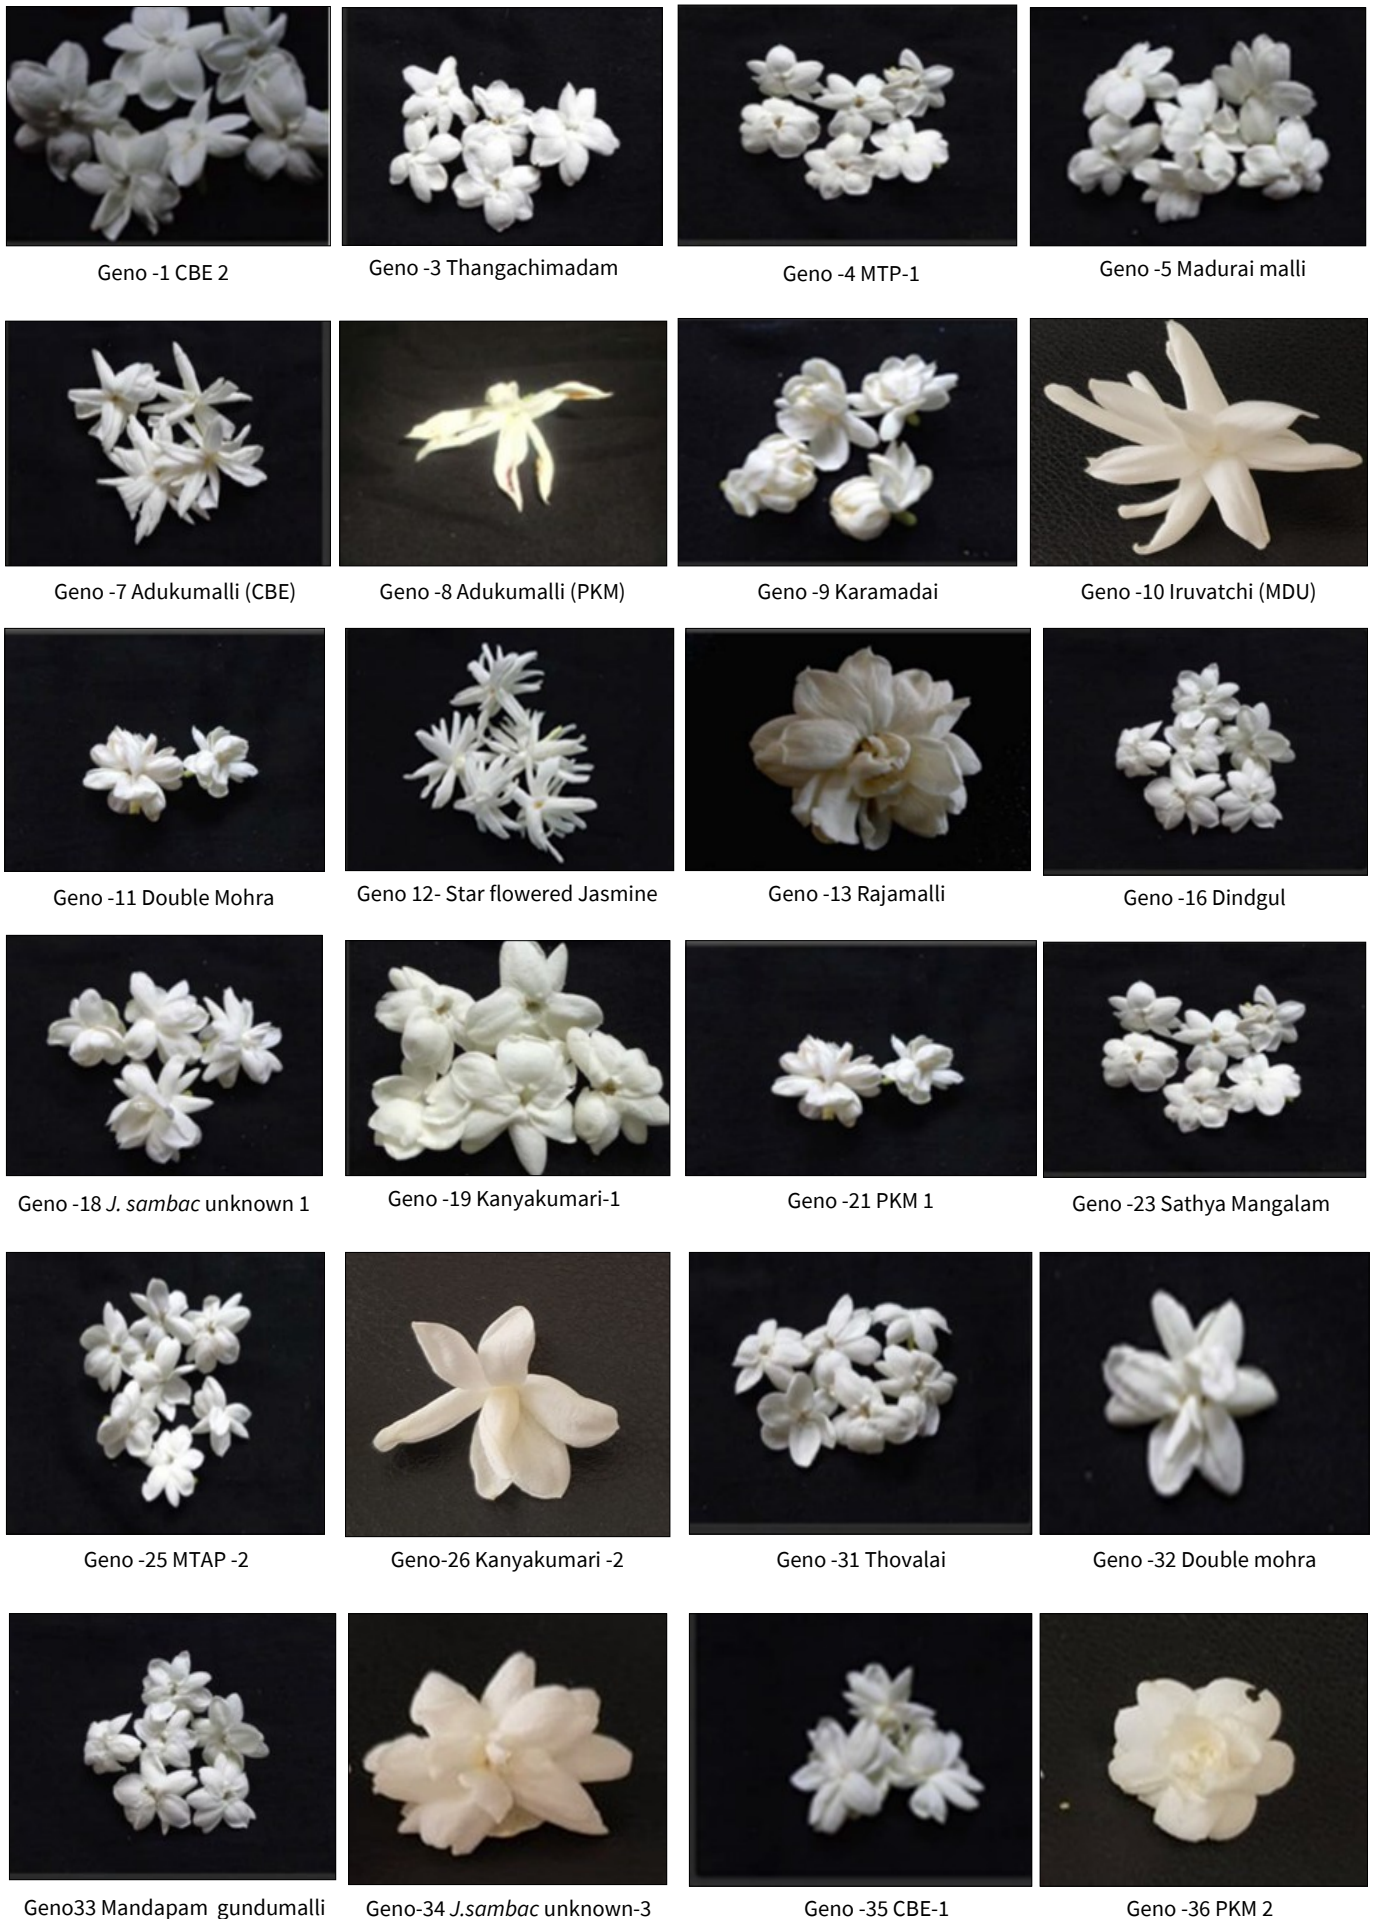 Geno -1 CBE 2
Geno -3 Thangachimadam
Geno -4 MTP-1
Geno -5 Madurai malli
Geno -7 Adukumalli (CBE)
Geno -8 Adukumalli (PKM)
Geno -9 Karamadai
Geno -10 Iruvatchi (MDU)
Geno -11 Double Mohra
Geno 12- Star flowered Jasmine
Geno -13 Rajamalli
Geno -16 Dindgul
Geno -18 J. sambac unknown 1
Geno -19 Kanyakumari-1
Geno -21 PKM 1
Geno -23 Sathya Mangalam
Geno -25 MTAP -2
Geno-26 Kanyakumari -2
Geno -31 Thovalai
Geno -32 Double mohra
Geno33 Mandapam gundumalli
Geno-34 J.sambac unknown-3
Geno -35 CBE-1
Geno -36 PKM 2